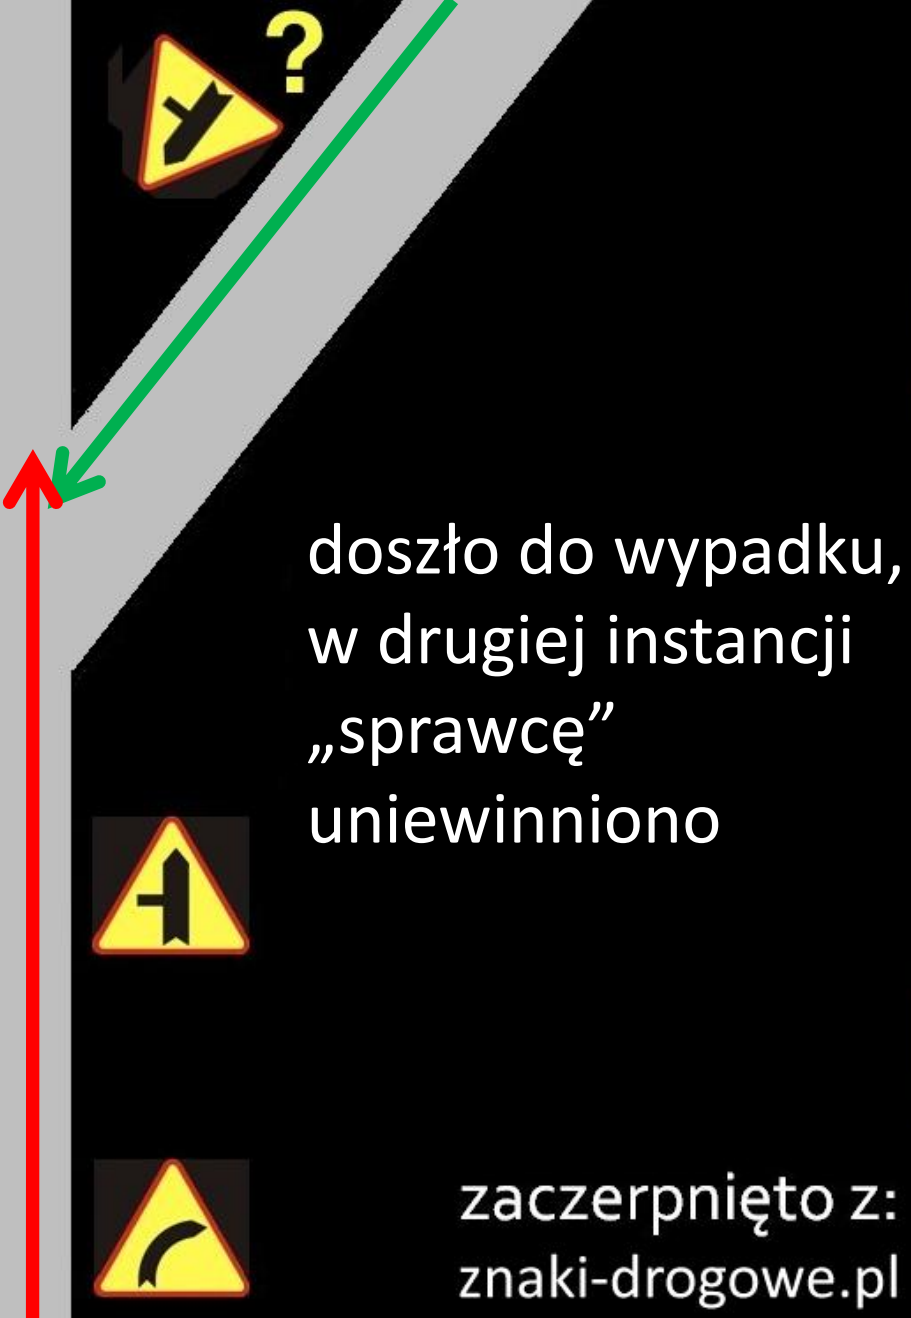 ?
doszło do wypadku,
w drugiej instancji
„sprawcę”
uniewinniono
zaczerpnięto z:
znaki-drogowe.pl